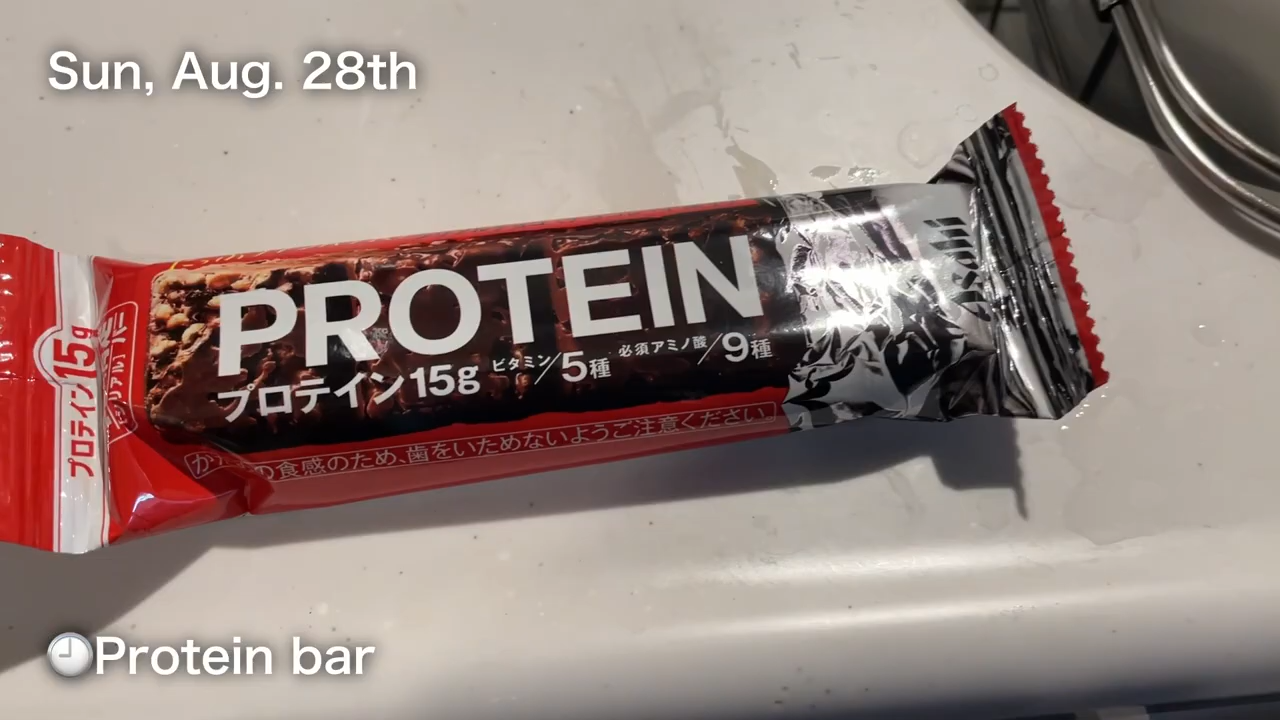 Sun, Aug. 28th
Asahi
PROTEIN
プロテイン15g ビタミン/5種 必須アミノ酸/9種
の食感のため、歯をいためないようご注意ください。
プロテイン15g
🕘Protein bar